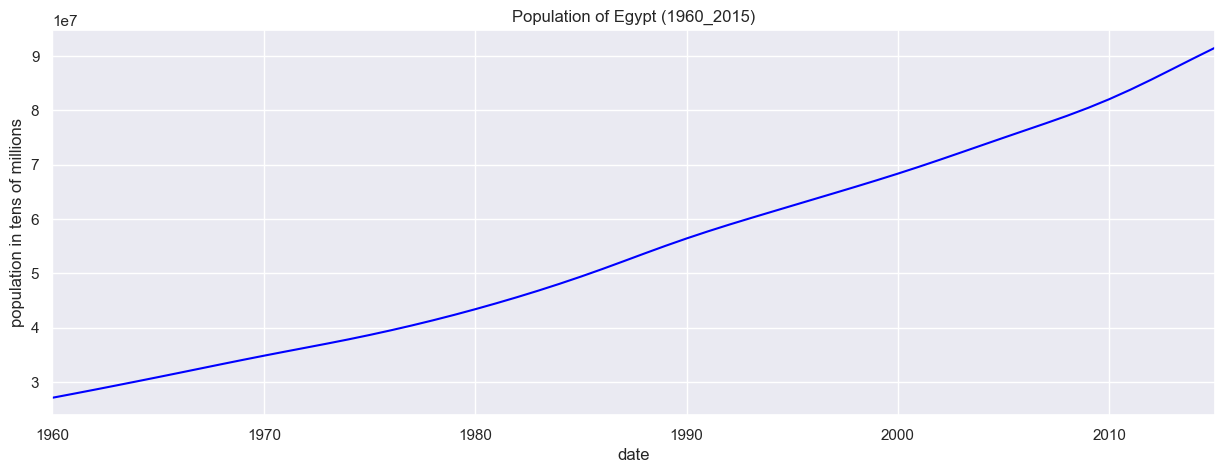 Population of Egypt (1960_2015)
1e7
9
8
7
6
5
4
3
population in tens of millions
1960 1970 1980 1990 2000 2010
date